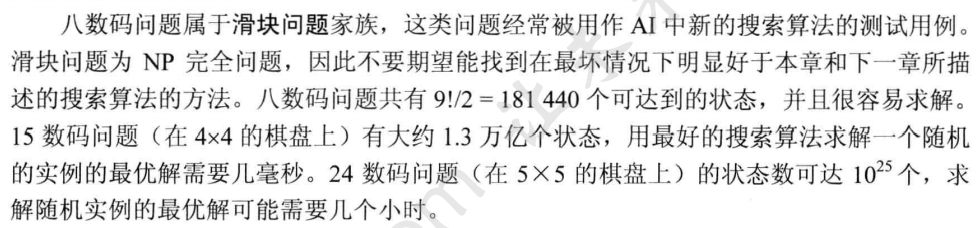 八数码问题属于滑块问题家族，这类问题经常被用作 AI 中新的搜索算法的测试用例。
滑块问题为 NP 完全问题，因此不要期望能找到在最坏情况下明显好于本章和下一章所描
述的搜索算法的方法。八数码问题共有 9!/2 = 181 440 个可达到的状态，并且很容易求解。
15 数码问题（在 4×4 的棋盘上）有大约 1.3 万亿个状态，用最好的搜索算法求解一个随机
的实例的最优解需要几毫秒。24 数码问题（在 5×5 的棋盘上）的状态数可达 10²⁵ 个，求
解随机实例的最优解可能需要几个小时。